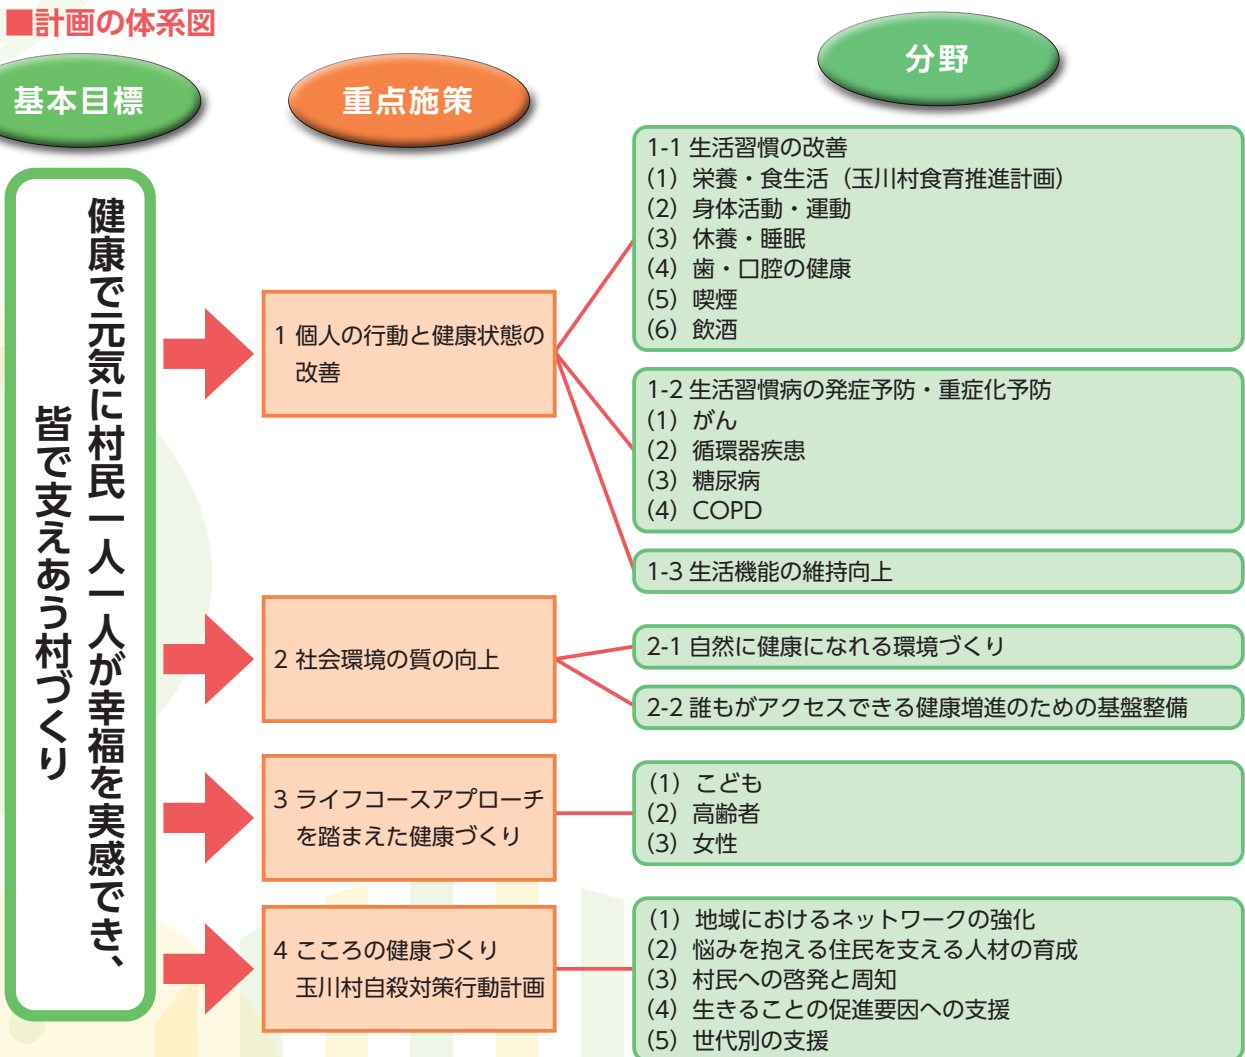 ■計画の体系図
基本目標
重点施策
分野
健康で元気に村民一人一人が幸福を実感でき、
皆で支えあう村づくり
1 個人の行動と健康状態の
改善
1-1 生活習慣の改善
（1）栄養・食生活（玉川村食育推進計画）
（2）身体活動・運動
（3）休養・睡眠
（4）歯・口腔の健康
（5）喫煙
（6）飲酒
1-2 生活習慣病の発症予防・重症化予防
（1）がん
（2）循環器疾患
（3）糖尿病
（4）COPD
1-3 生活機能の維持向上
2 社会環境の質の向上
2-1 自然に健康になれる環境づくり
2-2 誰もがアクセスできる健康増進のための基盤整備
3 ライフコースアプローチ
を踏まえた健康づくり
（1）こども
（2）高齢者
（3）女性
4 こころの健康づくり
玉川村自殺対策行動計画
（1）地域におけるネットワークの強化
（2）悩みを抱える住民を支える人材の育成
（3）村民への啓発と周知
（4）生きることの促進要因への支援
（5）世代別の支援